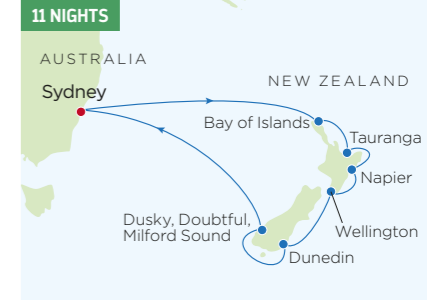 11 NIGHTS
AUSTRALIA
Sydney
NEW ZEALAND
Bay of Islands
Tauranga
Napier
Wellington
Dusky, Doubtful,
Milford Sound
Dunedin